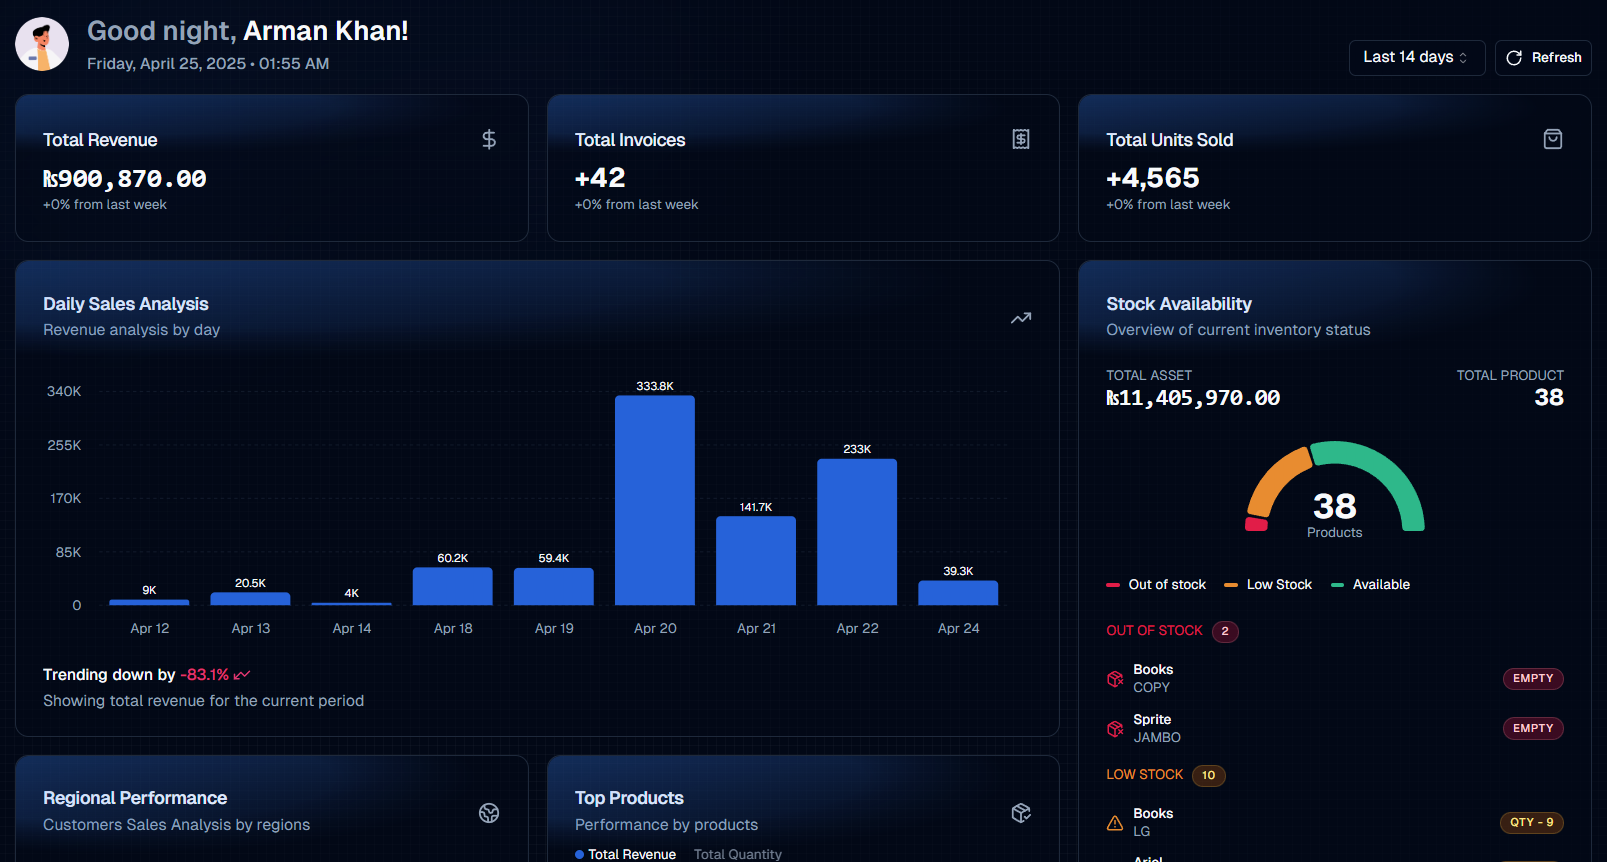 Good night, Arman Khan!
Friday, April 25, 2025 • 01:55 AM
Last 14 days
Refresh
Total Revenue
₨900,870.00
+0% from last week
Total Invoices
+42
+0% from last week
Total Units Sold
+4,565
+0% from last week
Daily Sales Analysis
Revenue analysis by day
340K
255K
170K
85K
0
9K
20.5K
4K
60.2K
59.4K
333.8K
141.7K
233K
39.3K
Apr 12
Apr 13
Apr 14
Apr 18
Apr 19
Apr 20
Apr 21
Apr 22
Apr 24
Trending down by -83.1%
Showing total revenue for the current period
Stock Availability
Overview of current inventory status
TOTAL ASSET
₨11,405,970.00
TOTAL PRODUCT
38
38
Products
Out of stock
Low Stock
Available
OUT OF STOCK 2
Books
COPY
EMPTY
Sprite
JAMBO
EMPTY
LOW STOCK 10
Books
LG
QTY - 9
Ariel
Regional Performance
Customers Sales Analysis by regions
Top Products
Performance by products
Total Revenue
Total Quantity